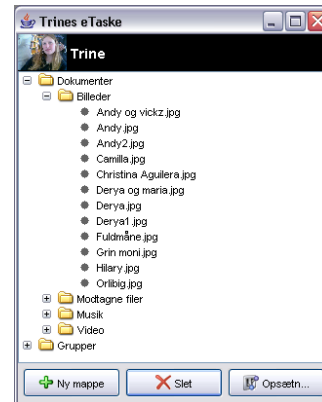 Trines eTaske
Trine
Dokumenter
Billeder
Andy og vickz.jpg
Andy.jpg
Andy2.jpg
Camilla.jpg
Christina Aguilera.jpg
Derya og maria.jpg
Derya.jpg
Derya1.jpg
Fuldmåne.jpg
Grin moni.jpg
Hilary.jpg
Orlibig.jpg
Modtagne filer
Musik
Video
Grupper
Ny mappe
Slet
Opsætn...